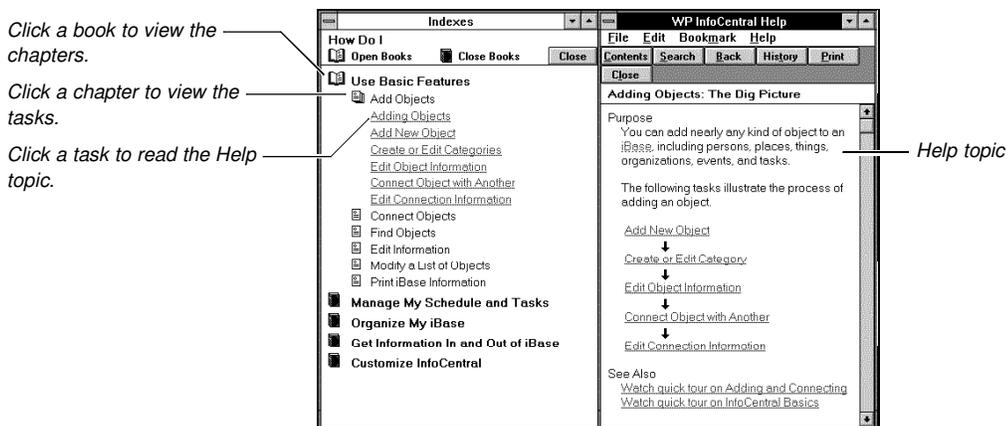 Click a book to view the
chapters.
Click a chapter to view the
tasks.
Click a task to read the Help
topic.
Indexes
How Do I
Open Books Close Books Close
Use Basic Features
Add Objects
Adding Objects
Add New Object
Create or Edit Categories
Edit Object Information
Connect Object with Another
Edit Connection Information
Connect Objects
Find Objects
Edit Information
Modify a List of Objects
Print iBase Information
Manage My Schedule and Tasks
Organize My iBase
Get Information In and Out of iBase
Customize InfoCentral
WP InfoCentral Help
File Edit Bookmark Help
Contents Search Back History Print
Close
Adding Objects: The Dig Picture
Purpose
You can add nearly any kind of object to an
iBase, including persons, places, things,
organizations, events, and tasks.
The following tasks illustrate the process of
adding an object.
Add New Object
Create or Edit Category
Edit Object Information
Connect Object with Another
Edit Connection Information
See Also
Watch quick tour on Adding and Connecting
Watch quick tour on InfoCentral Basics
Help topic